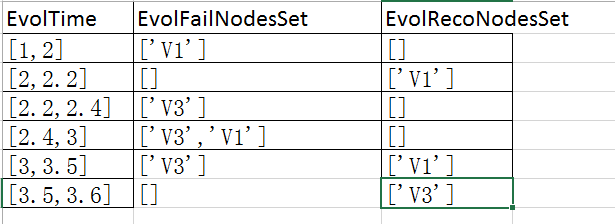 EvolTime EvolFailNodesSet EvolRecoNodesSet
[1,2] ['V1'] []
[2,2.2] [] ['V1']
[2.2,2.4] ['V3'] []
[2.4,3] ['V3','V1'] []
[3,3.5] ['V3'] ['V1']
[3.5,3.6] [] ['V3']